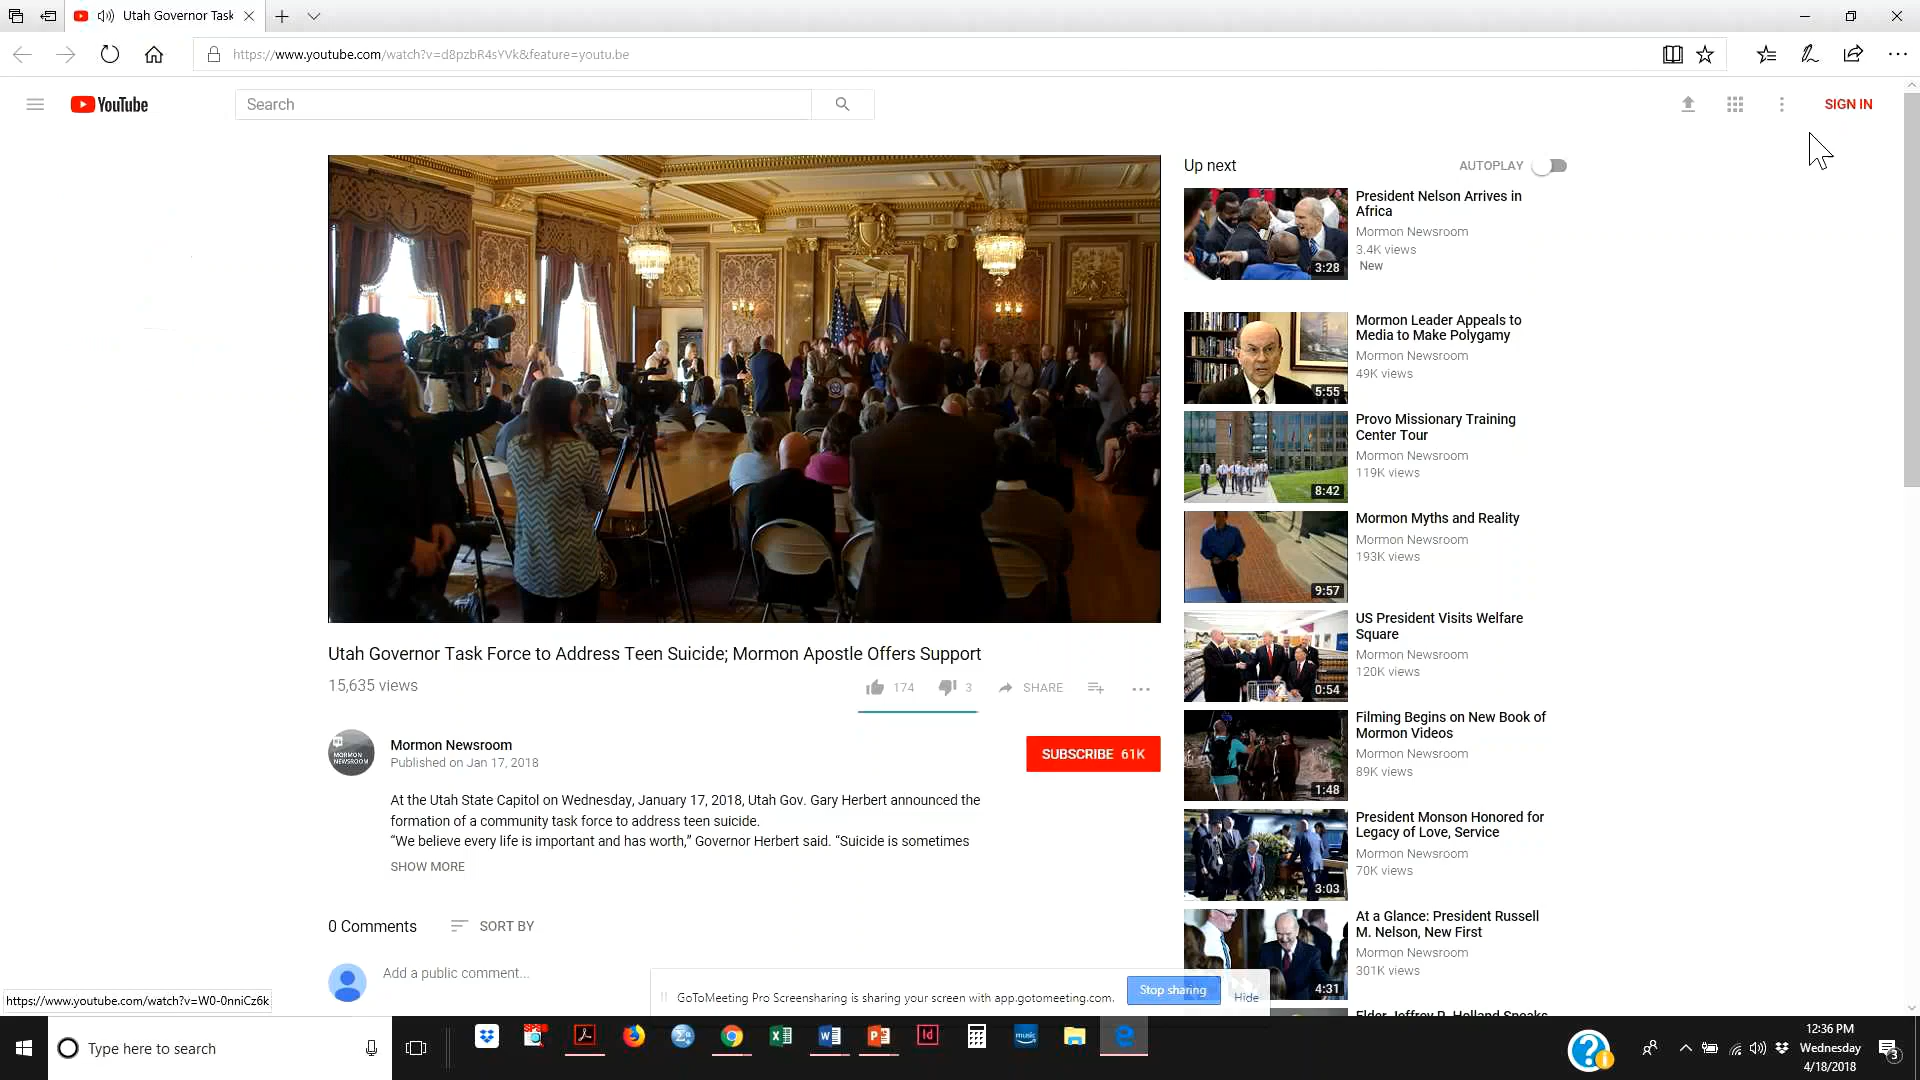 Utah Governor Task
https://www.youtube.com/watch?v=d8pzbR4sYVk&feature=youtu.be
YouTube
Search
SIGN IN
Up next
AUTOPLAY
President Nelson Arrives in
Africa
Mormon Newsroom
3.4K views
New
3:28
Mormon Leader Appeals to
Media to Make Polygamy
Mormon Newsroom
49K views
5:55
Provo Missionary Training
Center Tour
Mormon Newsroom
119K views
8:42
Mormon Myths and Reality
Mormon Newsroom
193K views
9:57
US President Visits Welfare
Square
Mormon Newsroom
120K views
0:54
Filming Begins on New Book of
Mormon Videos
Mormon Newsroom
89K views
1:48
President Monson Honored for
Legacy of Love, Service
Mormon Newsroom
70K views
3:03
At a Glance: President Russell
M. Nelson, New First
Mormon Newsroom
301K views
4:31
Elder Jeffrey R. Holland Speaks
Utah Governor Task Force to Address Teen Suicide; Mormon Apostle Offers Support
15,635 views
174
3
SHARE
MORMON
NEWSROOM
Mormon Newsroom
Published on Jan 17, 2018
SUBSCRIBE 61K
At the Utah State Capitol on Wednesday, January 17, 2018, Utah Gov. Gary Herbert announced the
formation of a community task force to address teen suicide.
“We believe every life is important and has worth,” Governor Herbert said. “Suicide is sometimes
SHOW MORE
0 Comments
SORT BY
Add a public comment...
https://www.youtube.com/watch?v=W0-0nniCz6k
GoToMeeting Pro Screensharing is sharing your screen with app.gotomeeting.com.
Stop sharing
Hide
Type here to search
music
Id
12:36 PM
Wednesday
4/18/2018
3